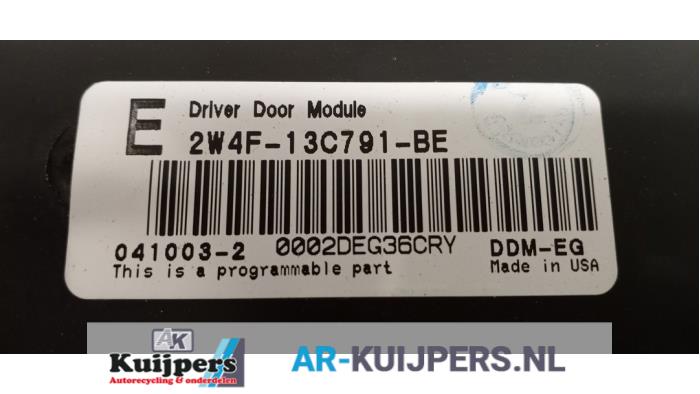 E
Driver Door Module
2W4F-13C791-BE
041003-2 0002DEG36CRY DDM-EG
This is a programmable part Made in USA
AK
Kuijpers
Autorecycling & onderdelen
AR-KUIJPERS.NL